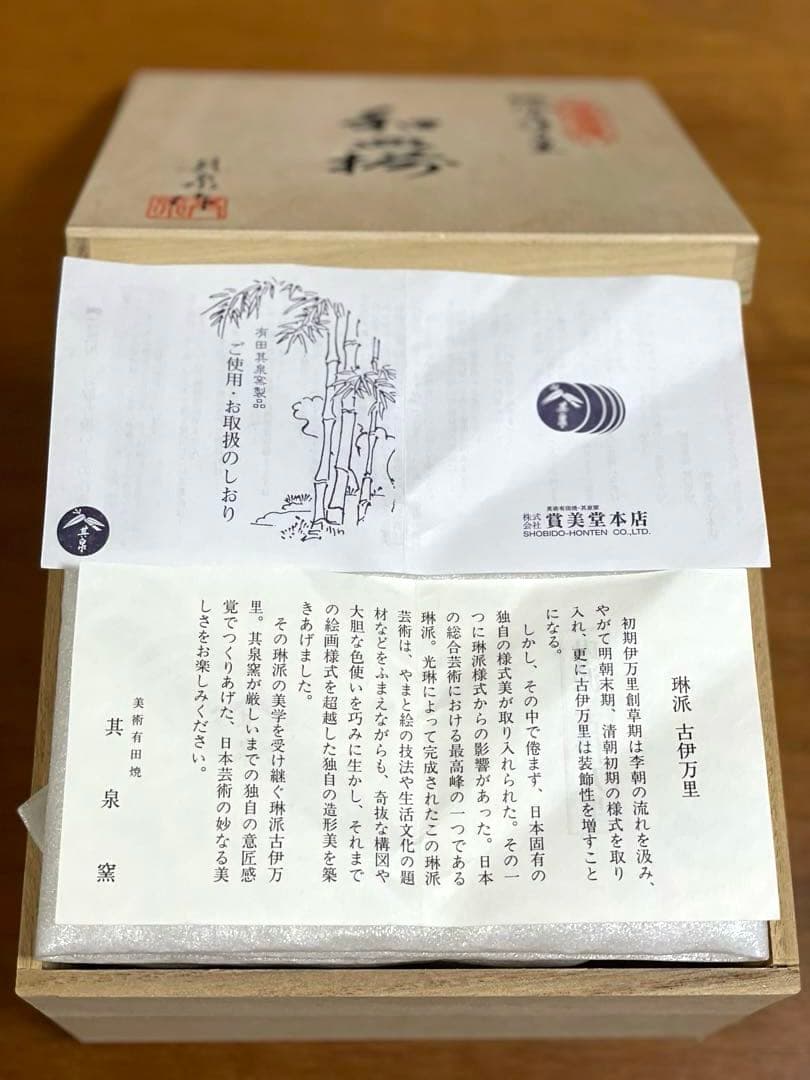 有田其泉窯製品
ご使用・お取扱のしおり
其泉
其泉
美術有田焼・其泉窯
株式会社 賞美堂本店
SHOBIDO-HONTEN CO.,LTD.
琳派 古伊万里
初期伊万里創草期は李朝の流れを汲み、
やがて明朝末期、清朝初期の様式を取り
入れ、更に古伊万里は装飾性を増すこと
になる。
しかし、その中で倦まず、日本固有の
独自の様式美が取り入れられた。その一
つに琳派様式からの影響があった。日本
の総合芸術における最高峰の一つである
琳派。光琳によって完成されたこの琳派
芸術は、やまと絵の技法や生活文化の題
材などをふまえながらも、奇抜な構図や
大胆な色使いを巧みに生かし、それまで
の絵画様式を超越した独自の造形美を築
きあげました。
その琳派の美学を受け継ぐ琳派古伊万
里。其泉窯が厳しいまでの独自の意匠感
覚でつくりあげた、日本芸術の妙なる美
しさをお楽しみください。
美術有田焼
其泉窯